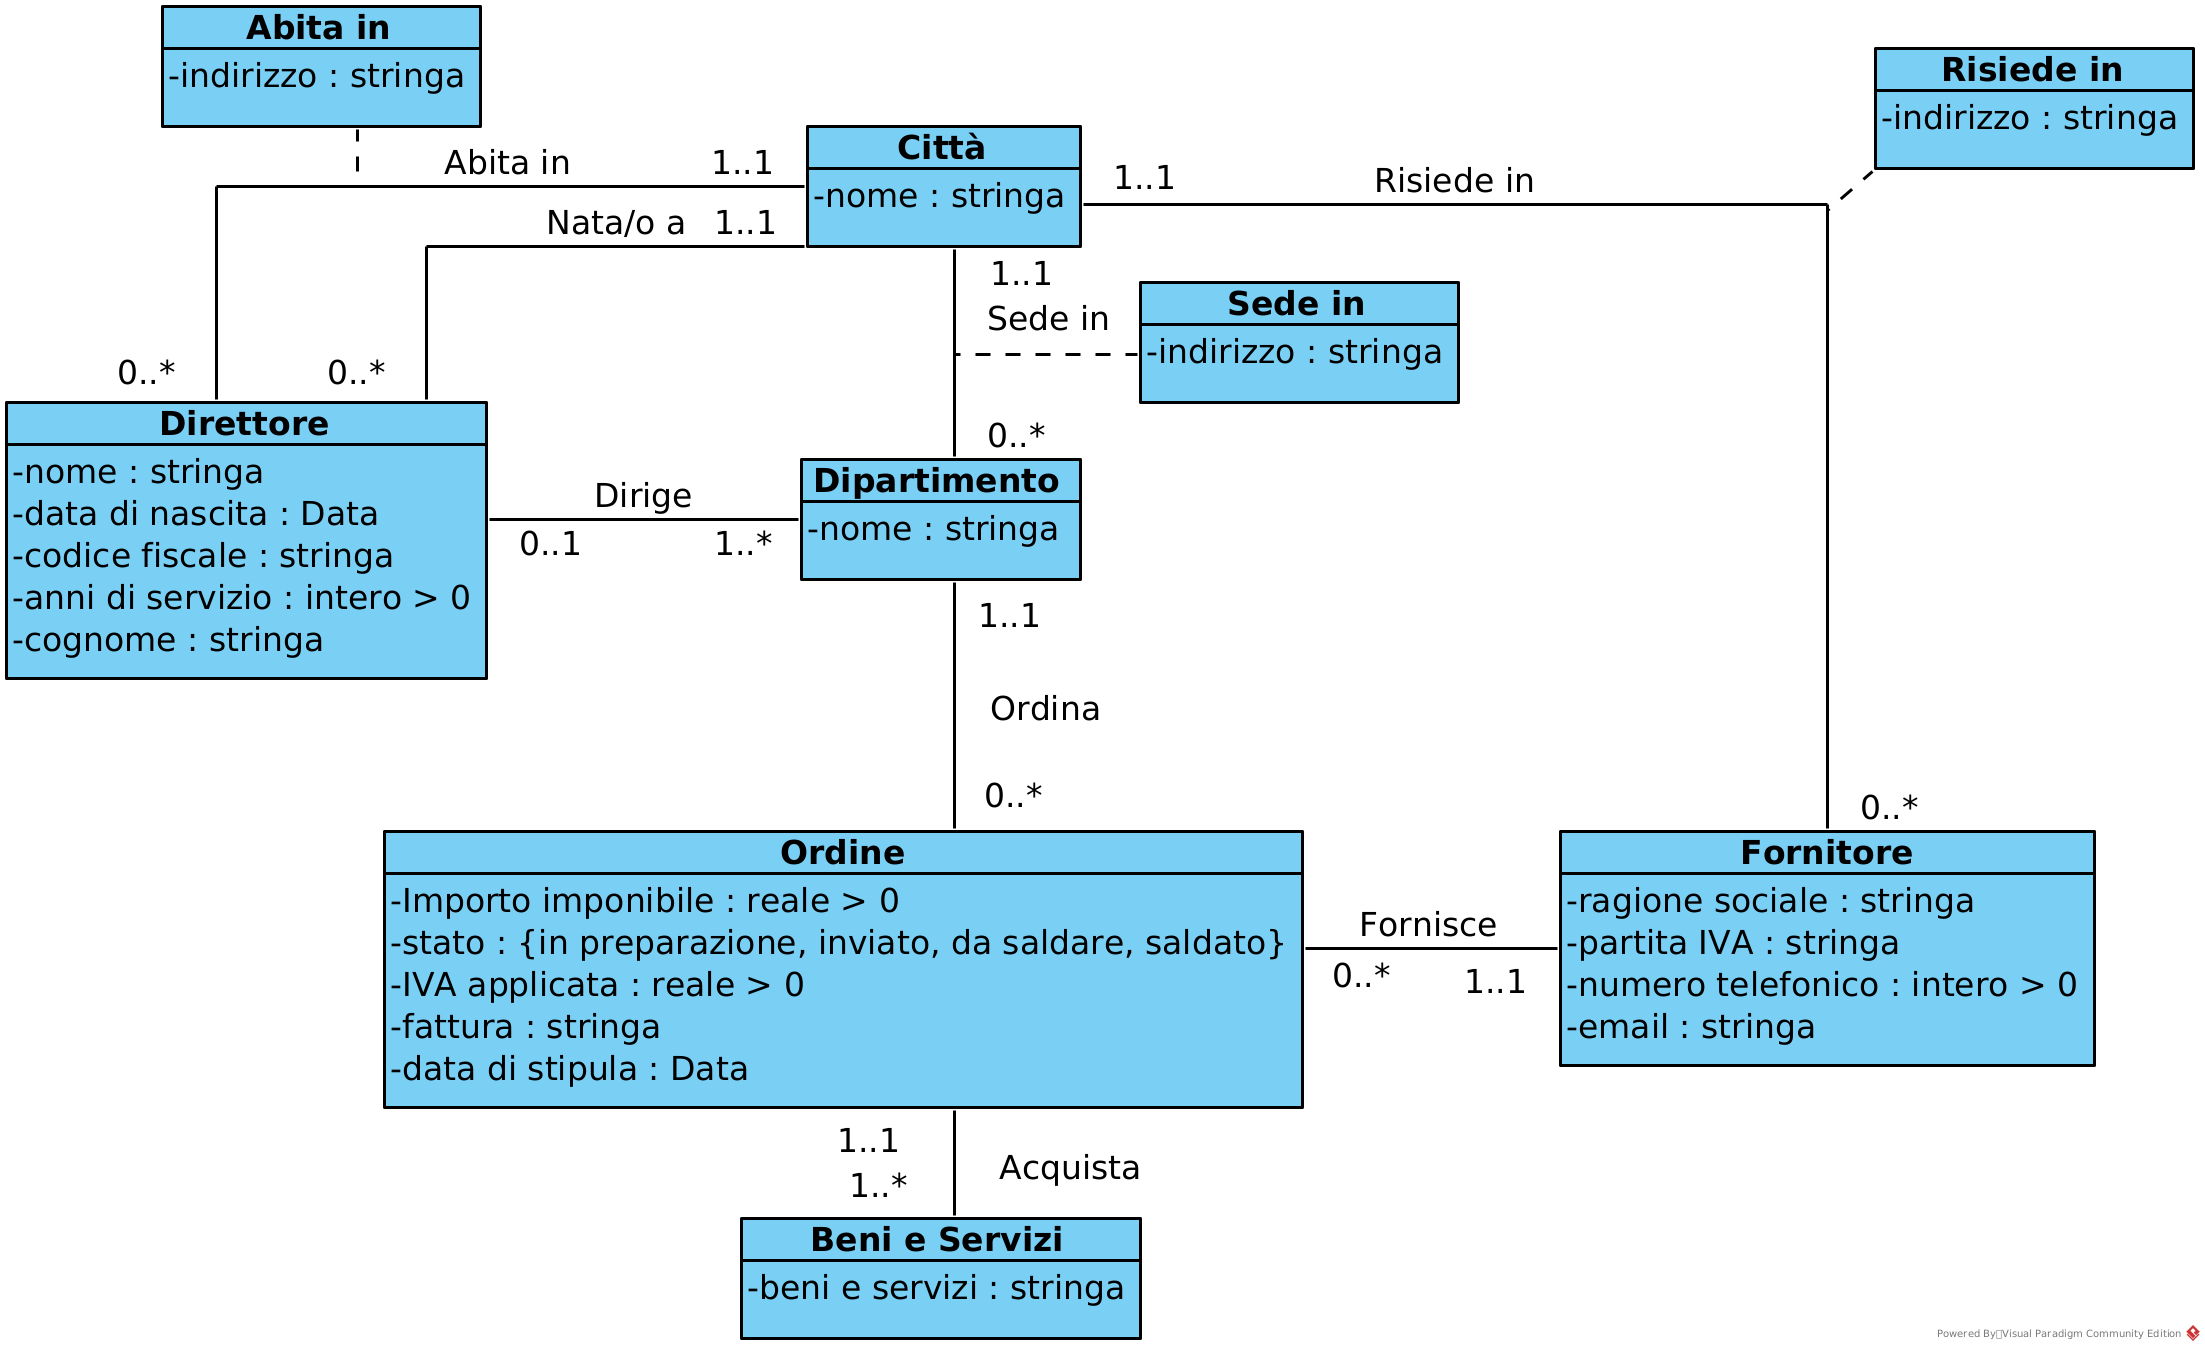 Abita in
-indirizzo : stringa
Risiede in
-indirizzo : stringa
Abita in
1..1
Città
-nome : stringa
1..1
Risiede in
Nata/o a
1..1
1..1
Sede in
Sede in
-indirizzo : stringa
0..*
0..*
0..*
Direttore
-nome : stringa
-data di nascita : Data
-codice fiscale : stringa
-anni di servizio : intero > 0
-cognome : stringa
Dirige
0..1
1..*
Dipartimento
-nome : stringa
1..1
Ordina
0..*
0..*
Ordine
-Importo imponibile : reale > 0
-stato : {in preparazione, inviato, da saldare, saldato}
-IVA applicata : reale > 0
-fattura : stringa
-data di stipula : Data
Fornisce
0..*
1..1
Fornitore
-ragione sociale : stringa
-partita IVA : stringa
-numero telefonico : intero > 0
-email : stringa
1..1
1..*
Acquista
Beni e Servizi
-beni e servizi : stringa
Powered By Visual Paradigm Community Edition